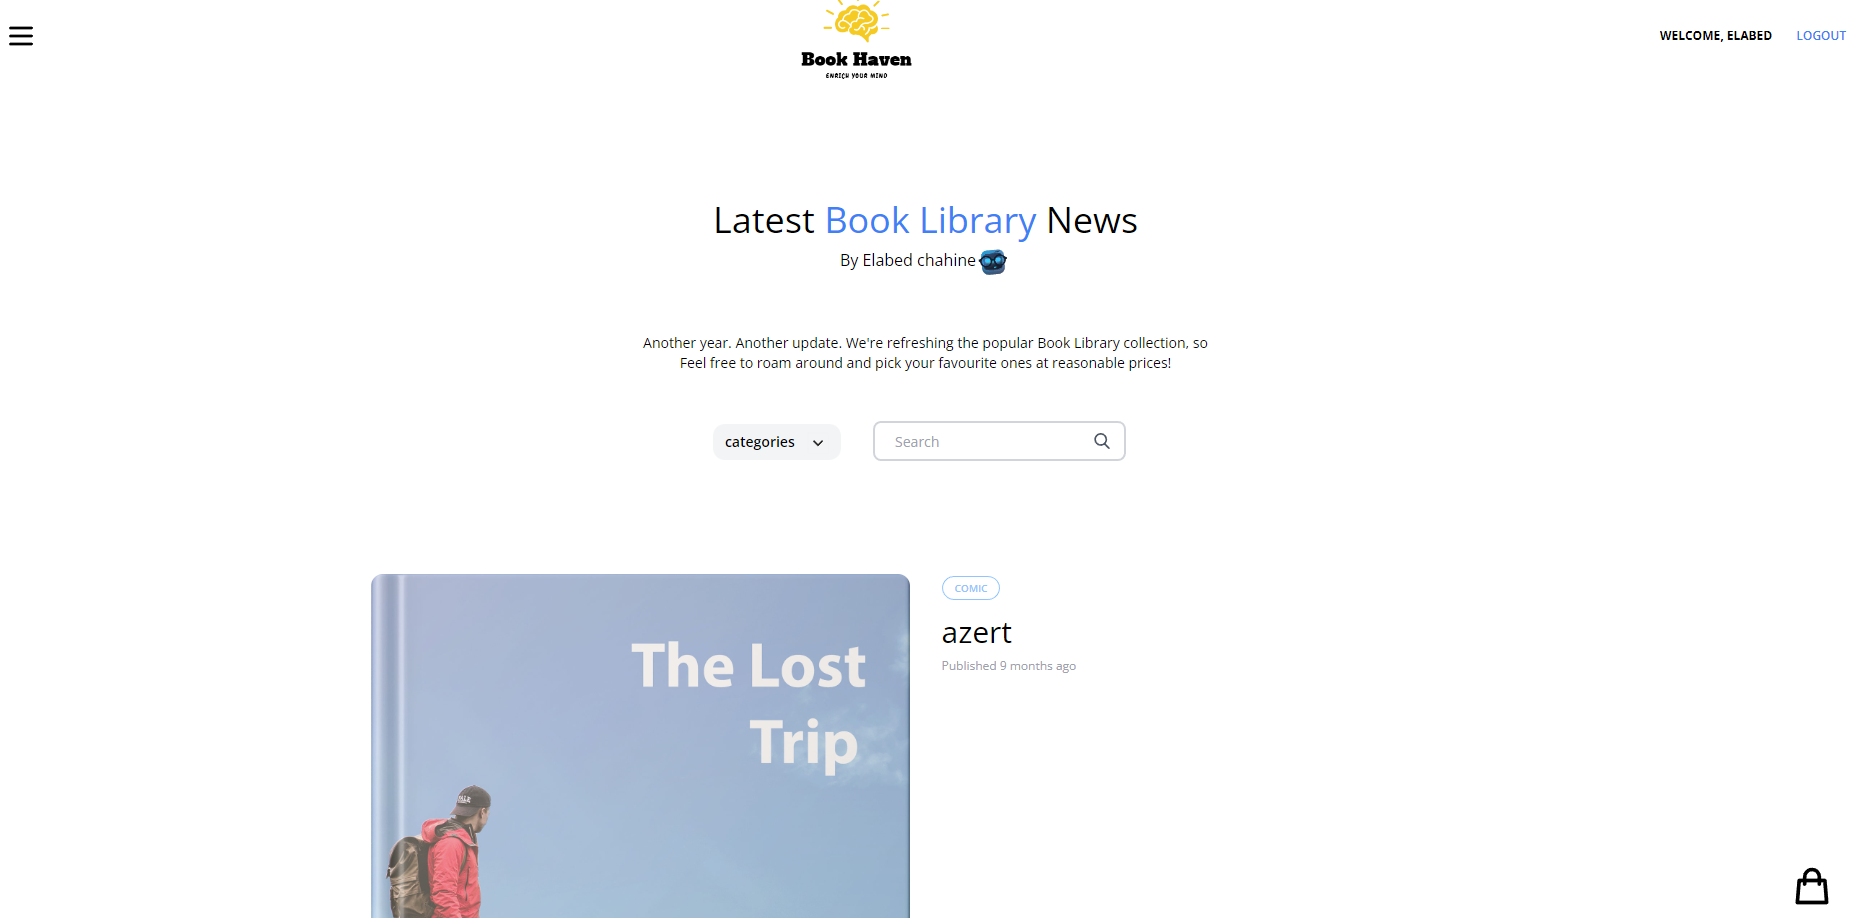 Book Haven
ENRICH YOUR MIND
WELCOME, ELABED
LOGOUT
Latest Book Library News
By Elabed chahine
Another year. Another update. We're refreshing the popular Book Library collection, so
Feel free to roam around and pick your favourite ones at reasonable prices!
categories
Search
COMIC
azert
Published 9 months ago
The Lost
Trip